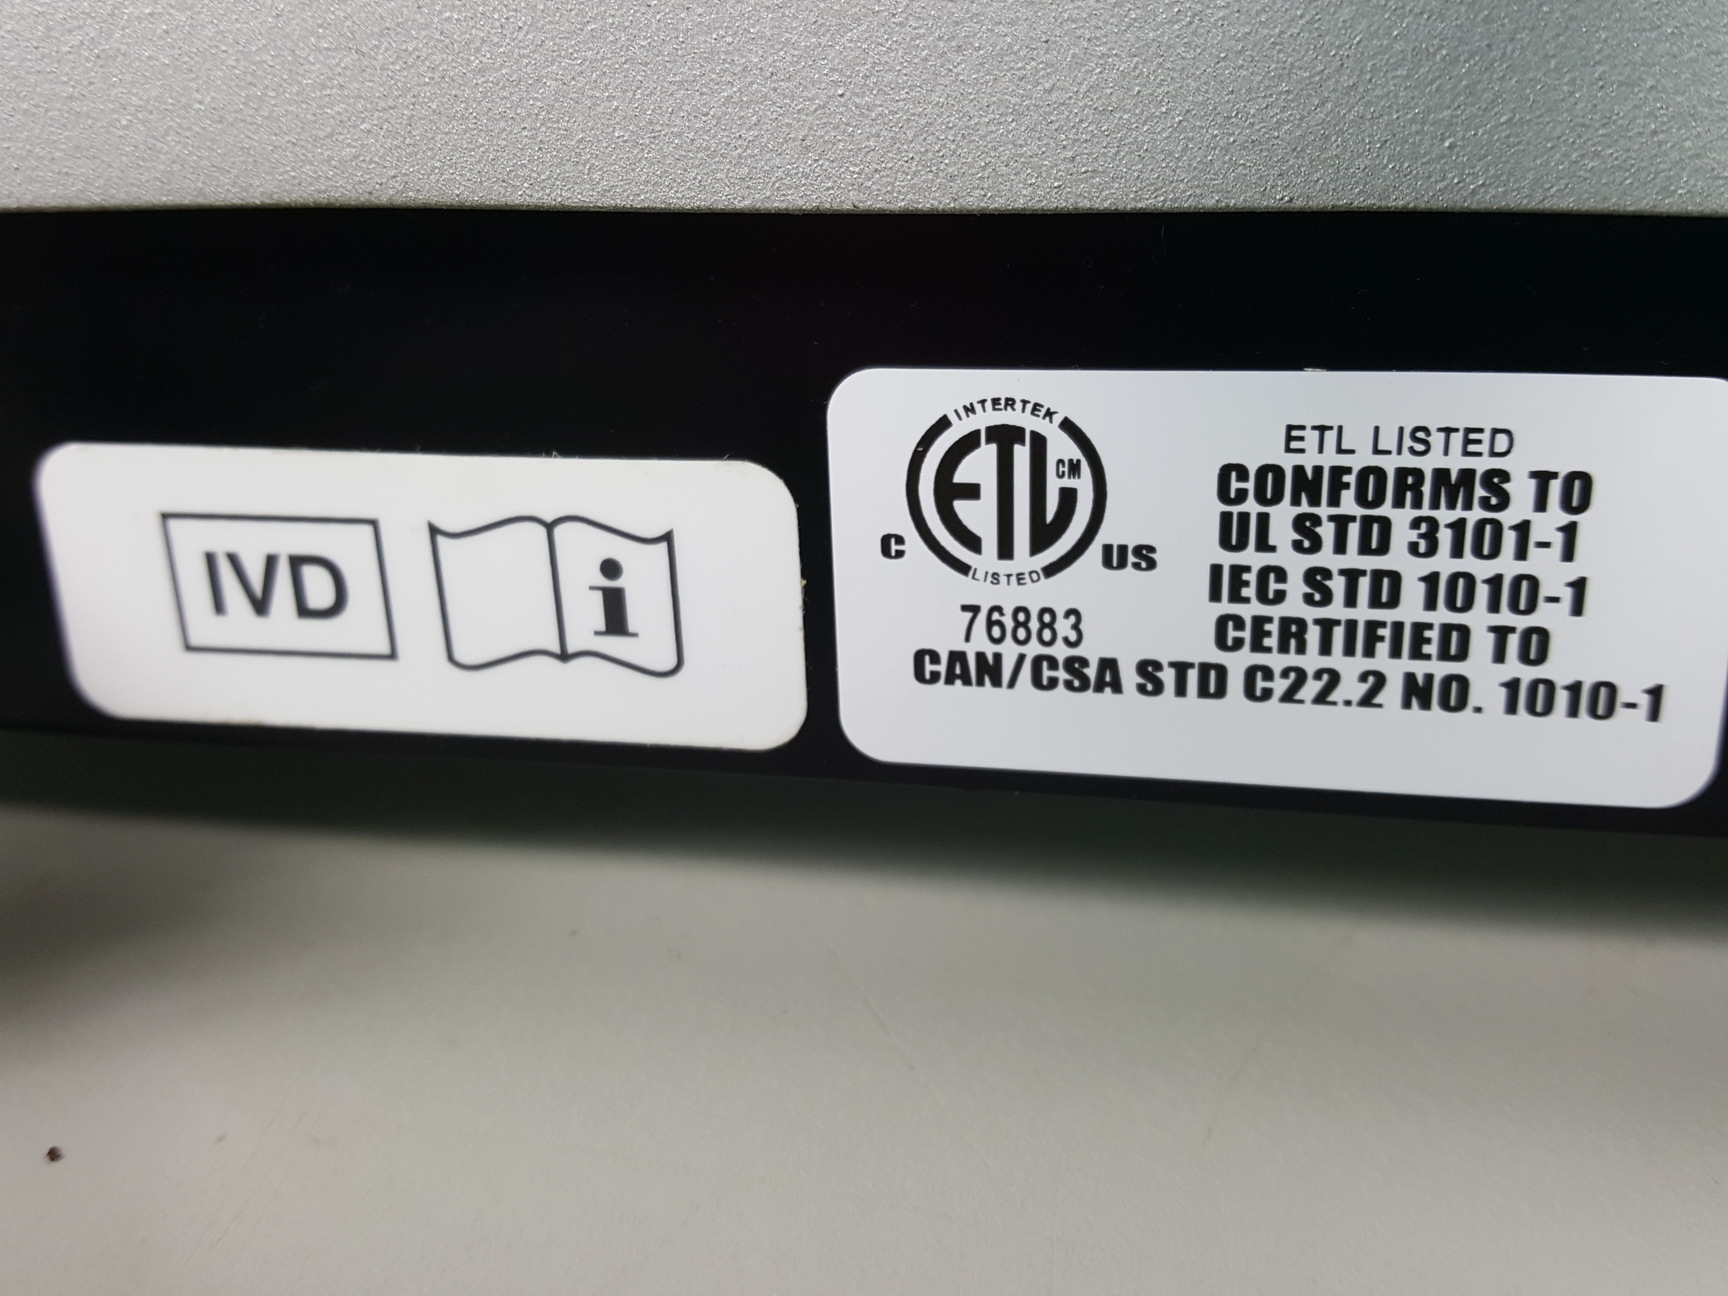 IVD
i
INTERTEK
ETL CM
C US
LISTED
76883
ETL LISTED
CONFORMS TO
UL STD 3101-1
IEC STD 1010-1
CERTIFIED TO
CAN/CSA STD C22.2 NO. 1010-1